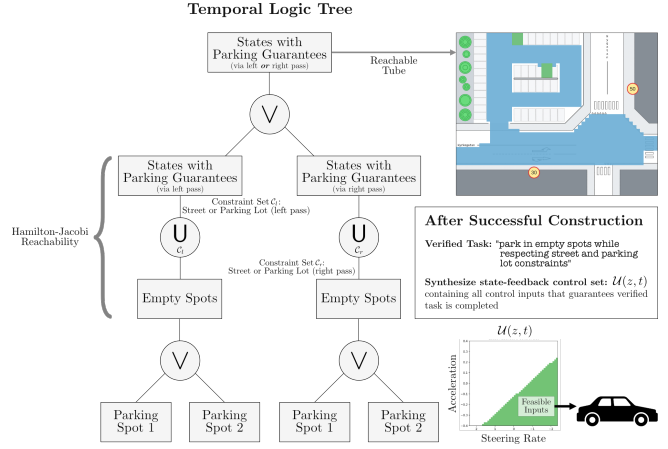 Temporal Logic Tree
States with
Parking Guarantees
(via left or right pass)
Reachable
Tube
50
30
States with
Parking Guarantees
(via left pass)
States with
Parking Guarantees
(via right pass)
Constraint Set 𝒞ₗ:
Street or Parking Lot (left pass)
Hamilton-Jacobi
Reachability
U
𝒞ₗ
U
𝒞ᵣ
Constraint Set 𝒞ᵣ:
Street or Parking Lot (right pass)
Empty Spots
Empty Spots
Parking
Spot 1
Parking
Spot 2
Parking
Spot 1
Parking
Spot 2
After Successful Construction
Verified Task: "park in empty spots while
respecting street and parking
lot constraints"
Synthesize state-feedback control set: 𝒰(z, t)
containing all control inputs that guarantees verified
task is completed
𝒰(z, t)
Acceleration
Feasible
Inputs
Steering Rate